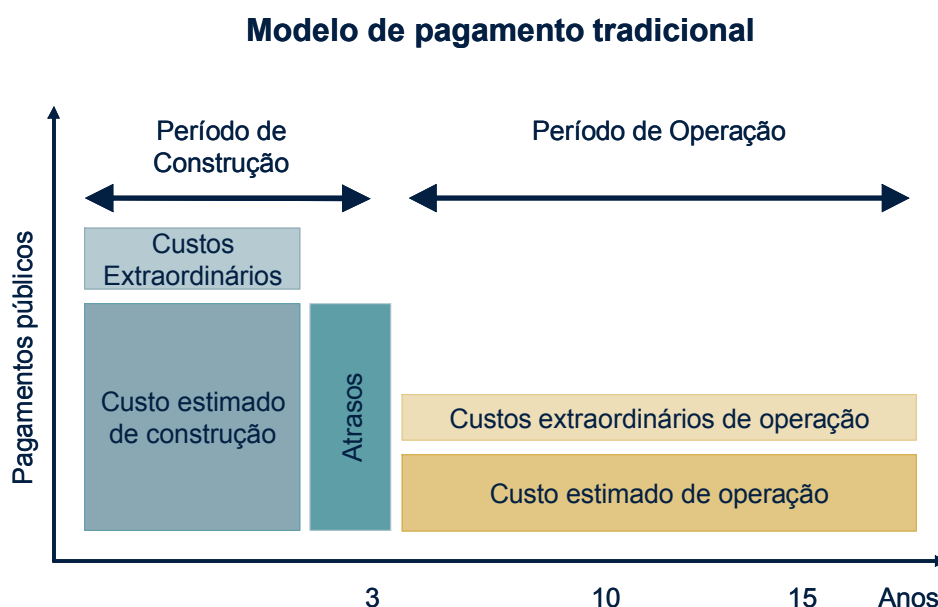 Modelo de pagamento tradicional
Período de
Construção
Período de Operação
Pagamentos públicos
Custos
Extraordinários
Custo estimado
de construção
Atrasos
Custos extraordinários de operação
Custo estimado de operação
3
10
15
Anos